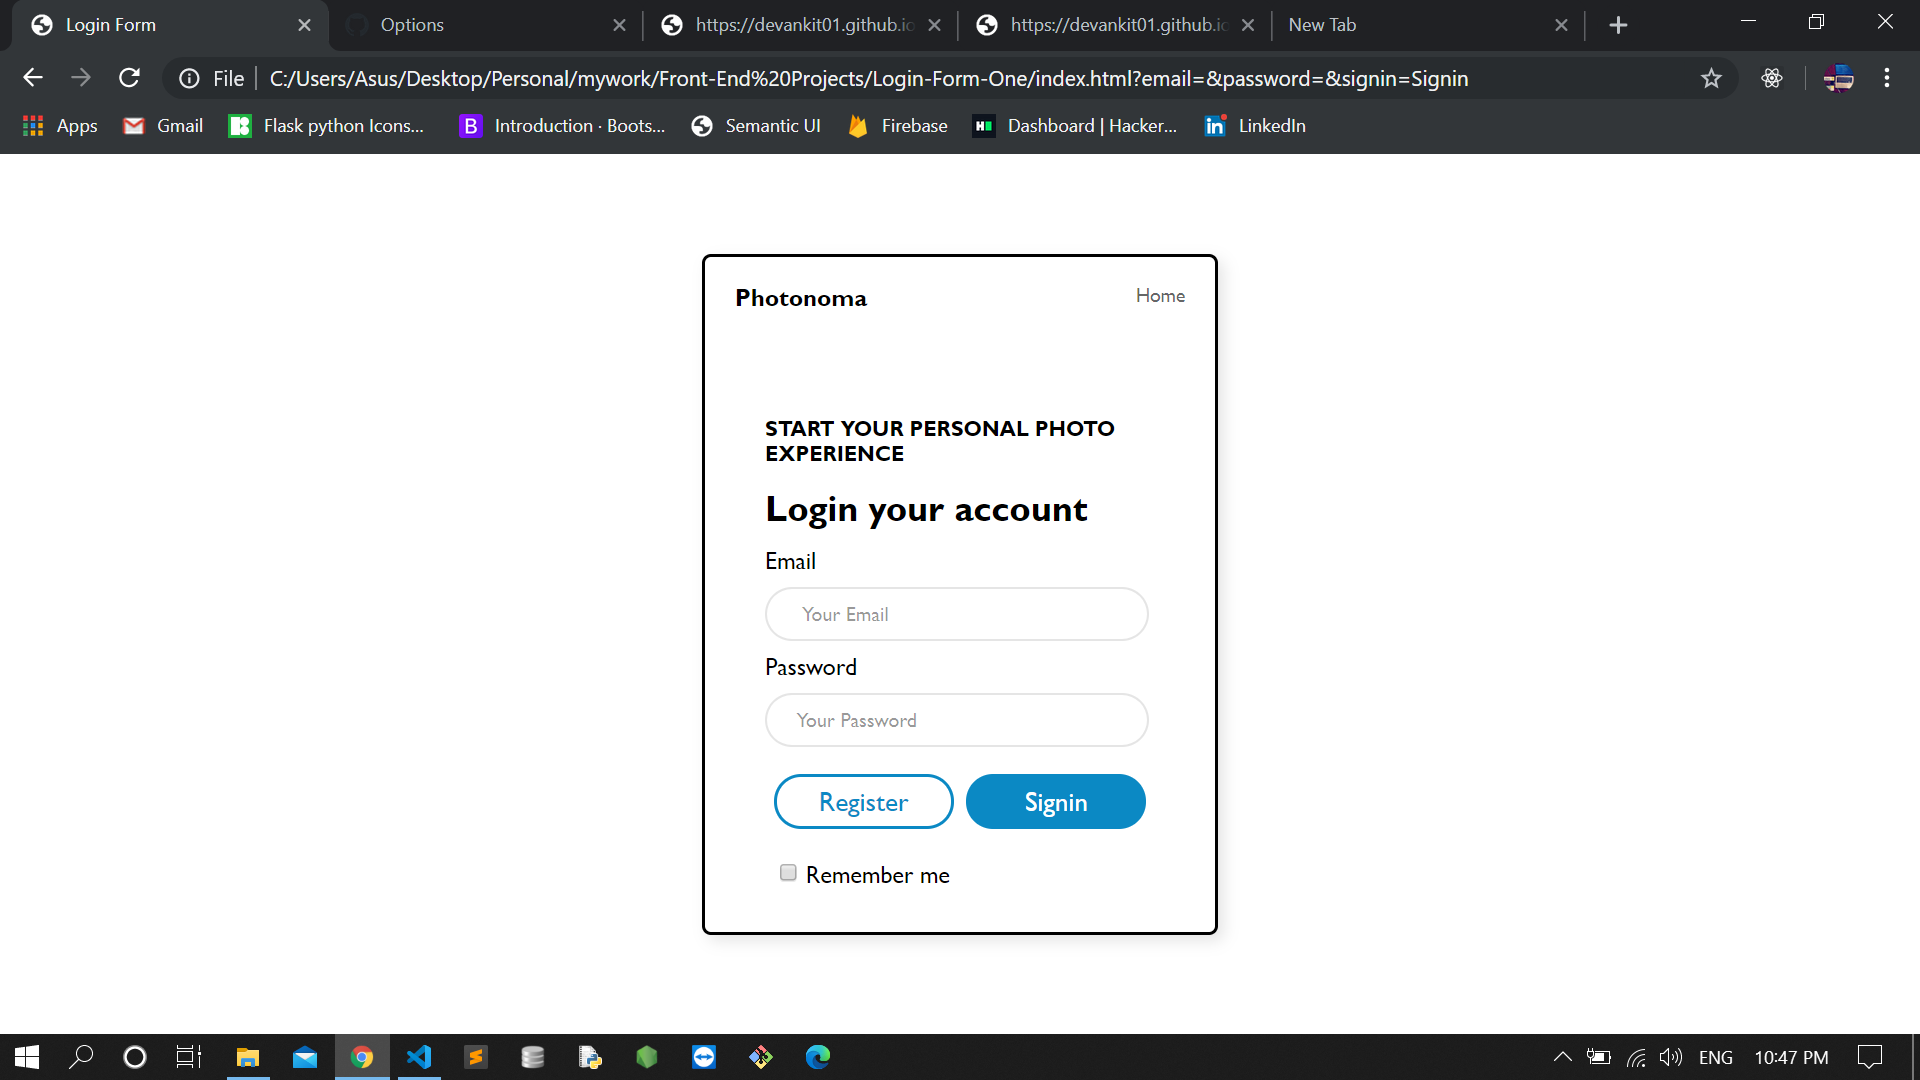 Login Form
Options
https://devankit01.github.io
https://devankit01.github.io
New Tab
File
C:/Users/Asus/Desktop/Personal/mywork/Front-End%20Projects/Login-Form-One/index.html?email=&password=&signin=Signin
Apps
Gmail
Flask python Icons...
B
Introduction · Boots...
Semantic UI
Firebase
H
Dashboard | Hacker...
in
LinkedIn
Photonoma
Home
START YOUR PERSONAL PHOTO
EXPERIENCE
Login your account
Email
Your Email
Password
Your Password
Register
Signin
Remember me
ENG
10:47 PM